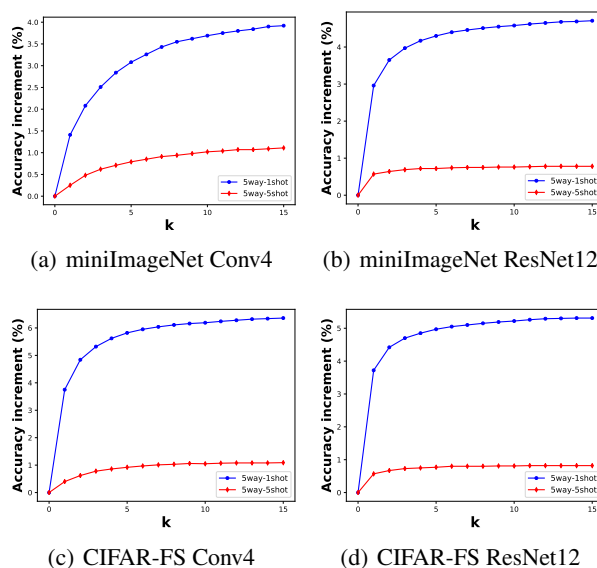 Accuracy increment (%)
4.0
3.5
3.0
2.5
2.0
1.5
1.0
0.5
0.0
0
5
10
15
k
5way-1shot
5way-5shot
(a) miniImageNet Conv4
Accuracy increment (%)
4
3
2
1
0
0
5
10
15
k
5way-1shot
5way-5shot
(b) miniImageNet ResNet12
Accuracy increment (%)
6
5
4
3
2
1
0
0
5
10
15
k
5way-1shot
5way-5shot
(c) CIFAR-FS Conv4
Accuracy increment (%)
5
4
3
2
1
0
0
5
10
15
k
5way-1shot
5way-5shot
(d) CIFAR-FS ResNet12